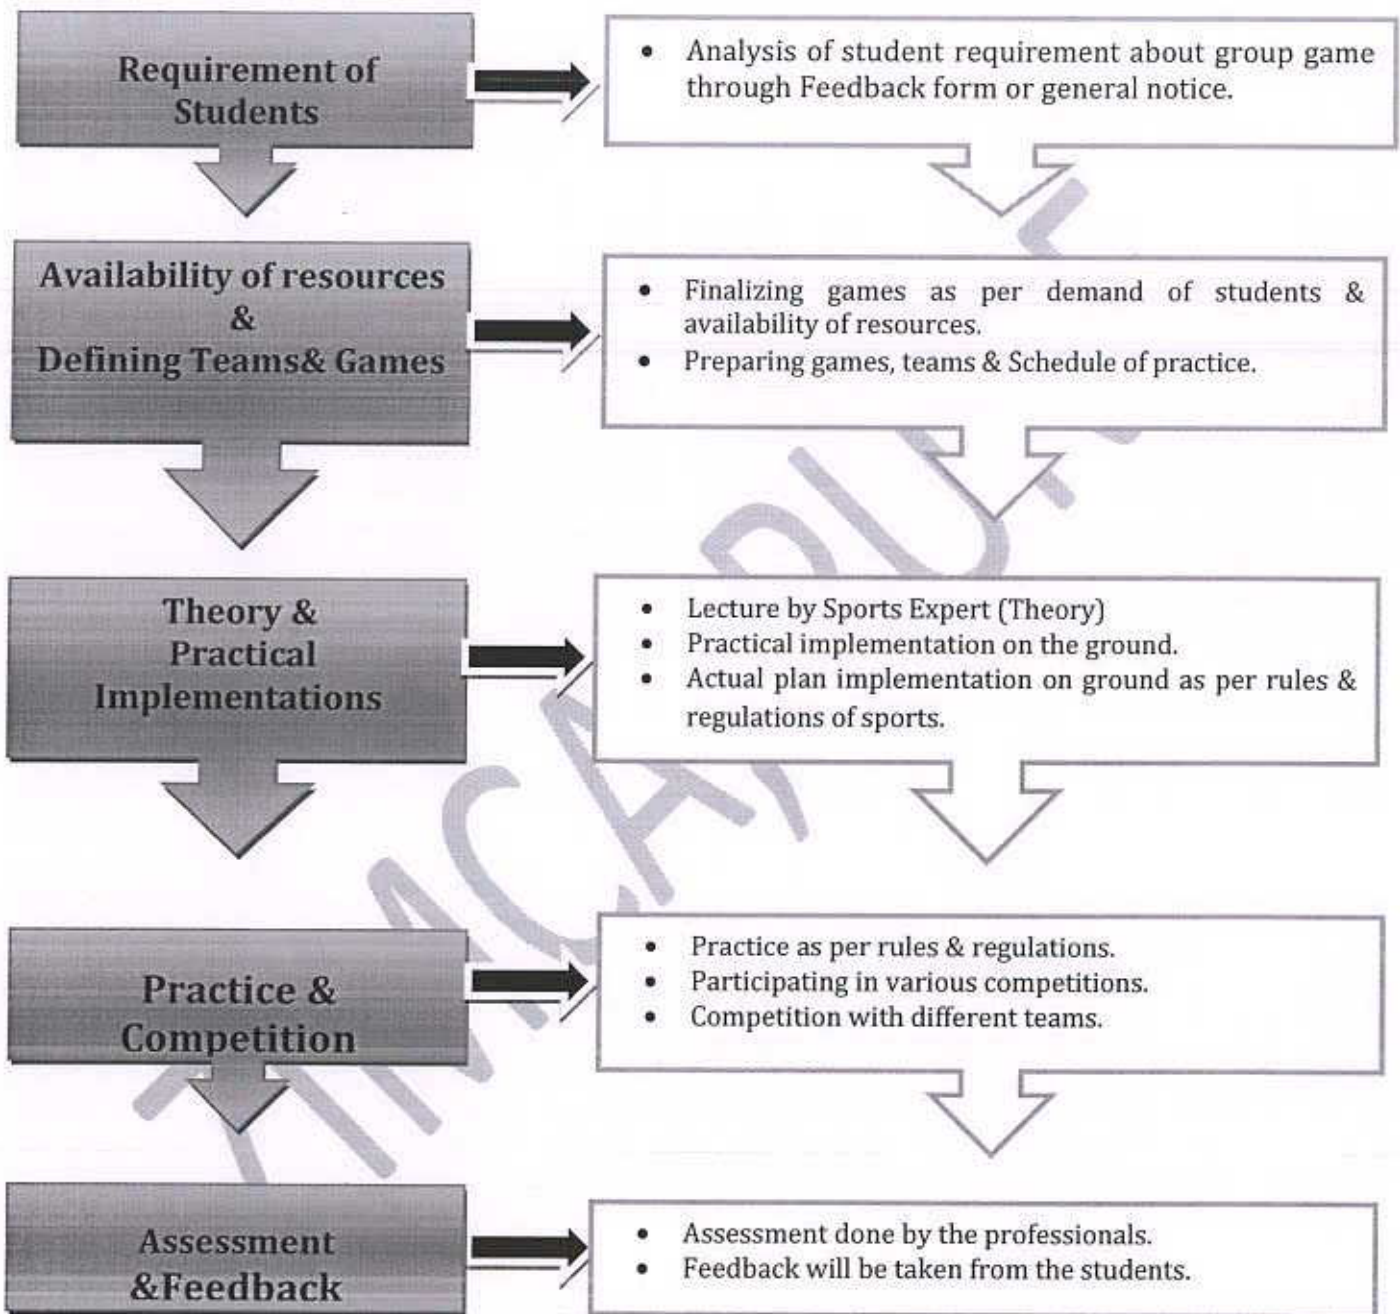 Requirement of
Students
• Analysis of student requirement about group game
through Feedback form or general notice.
Availability of resources
&
Defining Teams& Games
• Finalizing games as per demand of students &
availability of resources.
• Preparing games, teams & Schedule of practice.
Theory &
Practical
Implementations
• Lecture by Sports Expert (Theory)
• Practical implementation on the ground.
• Actual plan implementation on ground as per rules &
regulations of sports.
Practice &
Competition
• Practice as per rules & regulations.
• Participating in various competitions.
• Competition with different teams.
Assessment
&Feedback
• Assessment done by the professionals.
• Feedback will be taken from the students.